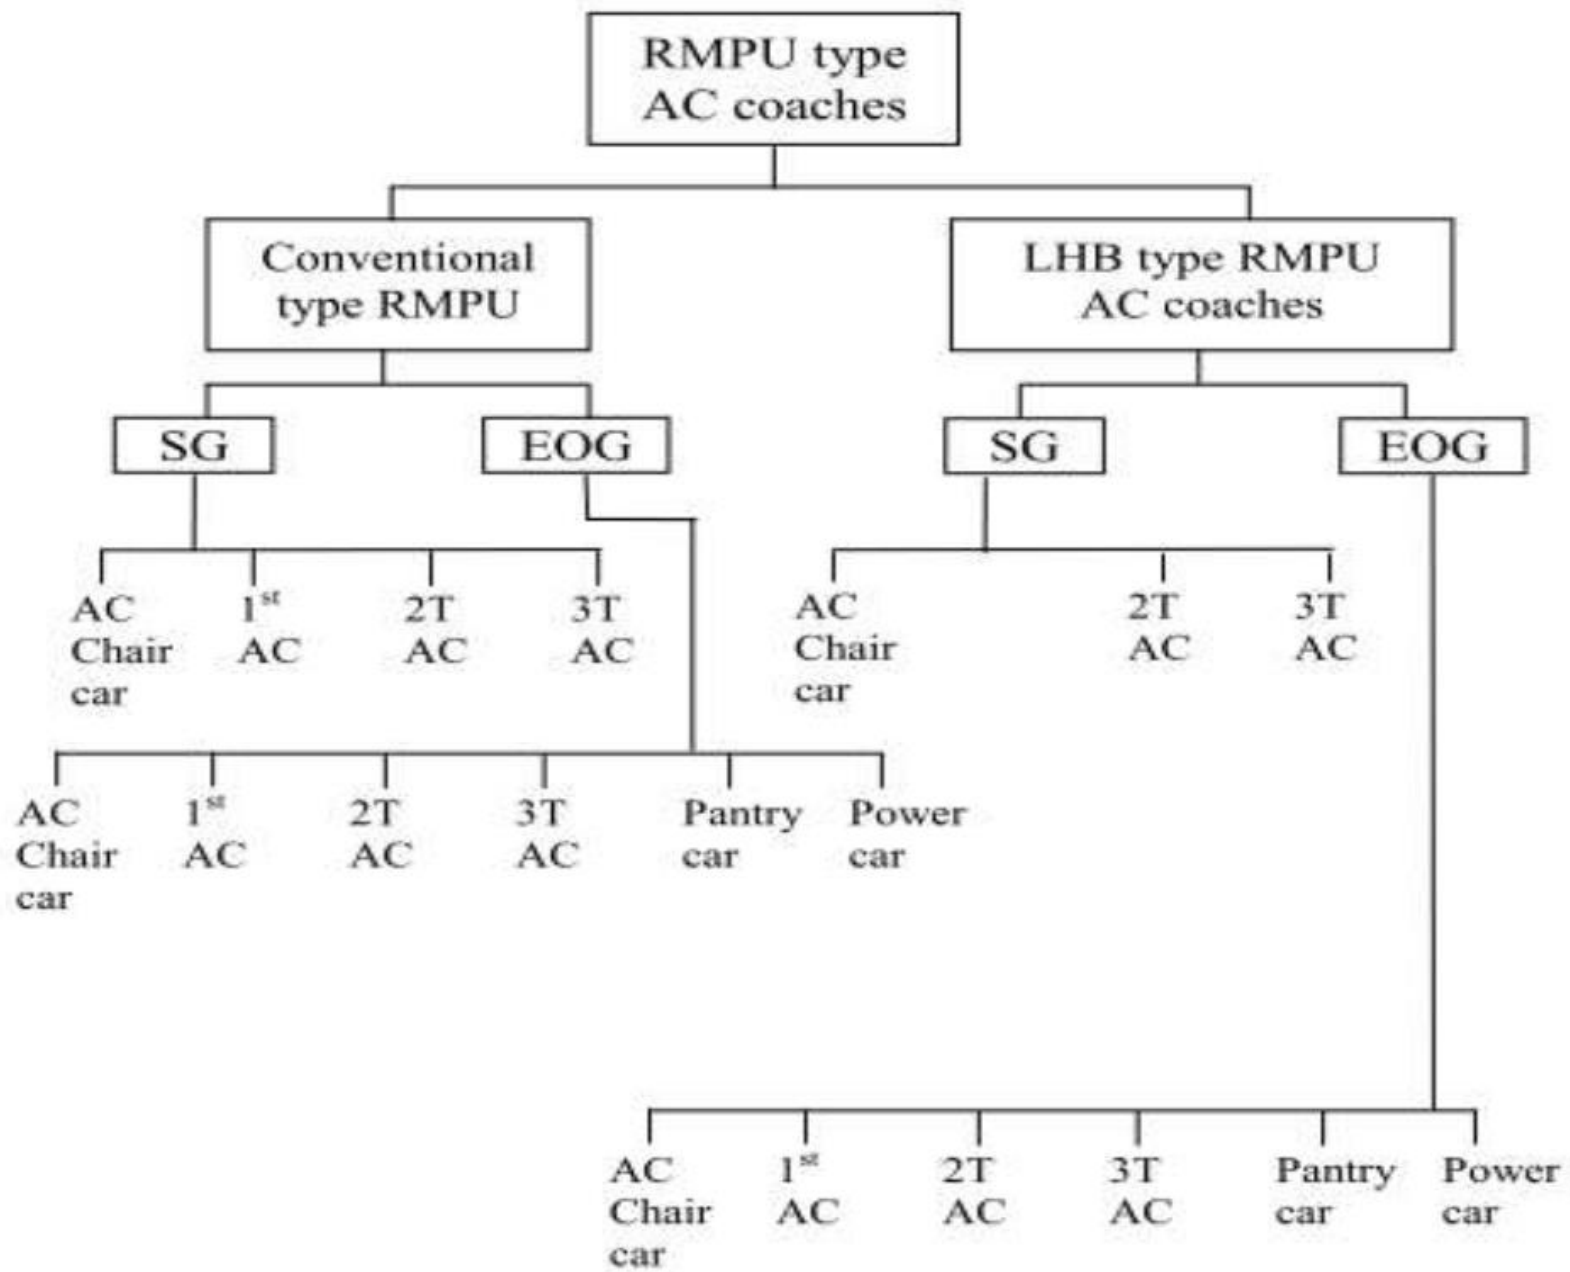 RMPU type
AC coaches
Conventional
type RMPU
LHB type RMPU
AC coaches
SG
EOG
SG
EOG
AC
Chair
car
1st
AC
2T
AC
3T
AC
AC
Chair
car
2T
AC
3T
AC
AC
Chair
car
1st
AC
2T
AC
3T
AC
Pantry
car
Power
car
AC
Chair
car
1st
AC
2T
AC
3T
AC
Pantry
car
Power
car